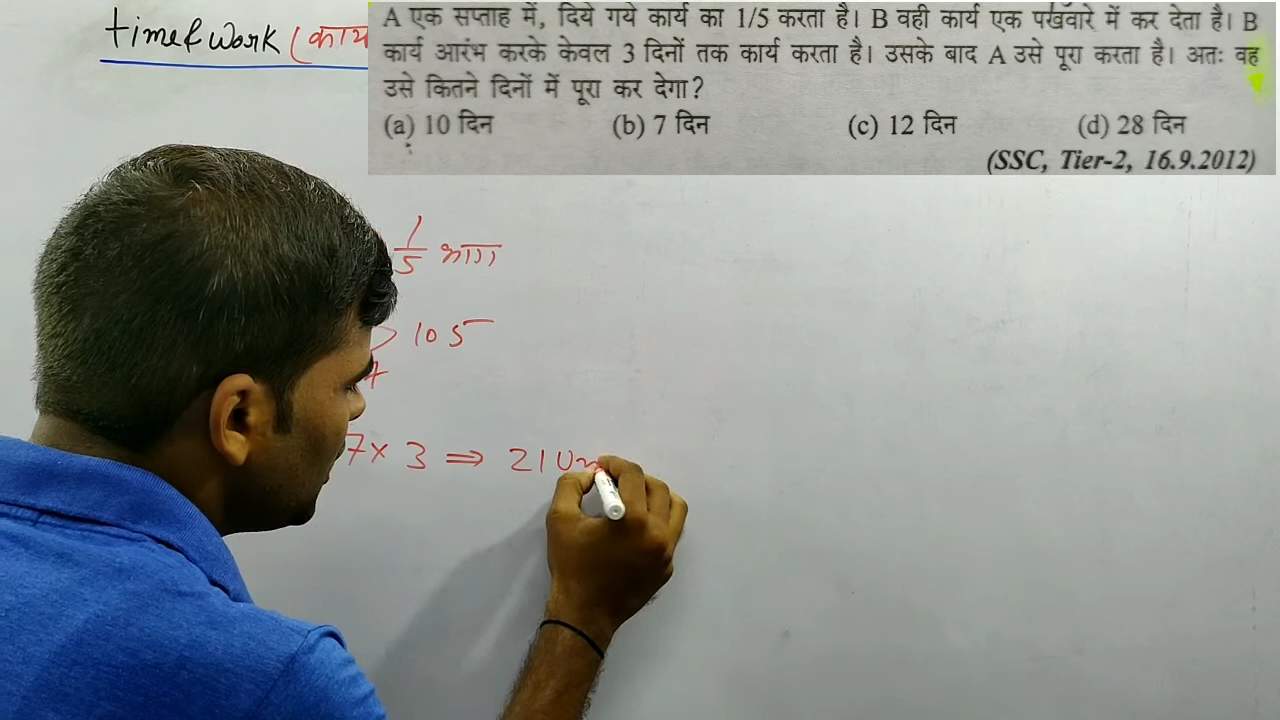 time & work (काय
A एक सप्ताह में, दिये गये कार्य का 1/5 करता है। B वही कार्य एक पखवारे में कर देता है। B
कार्य आरंभ करके केवल 3 दिनों तक कार्य करता है। उसके बाद A उसे पूरा करता है। अतः वह
उसे कितने दिनों में पूरा कर देगा?
(a) 10 दिन (b) 7 दिन (c) 12 दिन (d) 28 दिन
(SSC, Tier-2, 16.9.2012)
1/5 भाग
105
7
7 × 3 ⇒ 21 Un